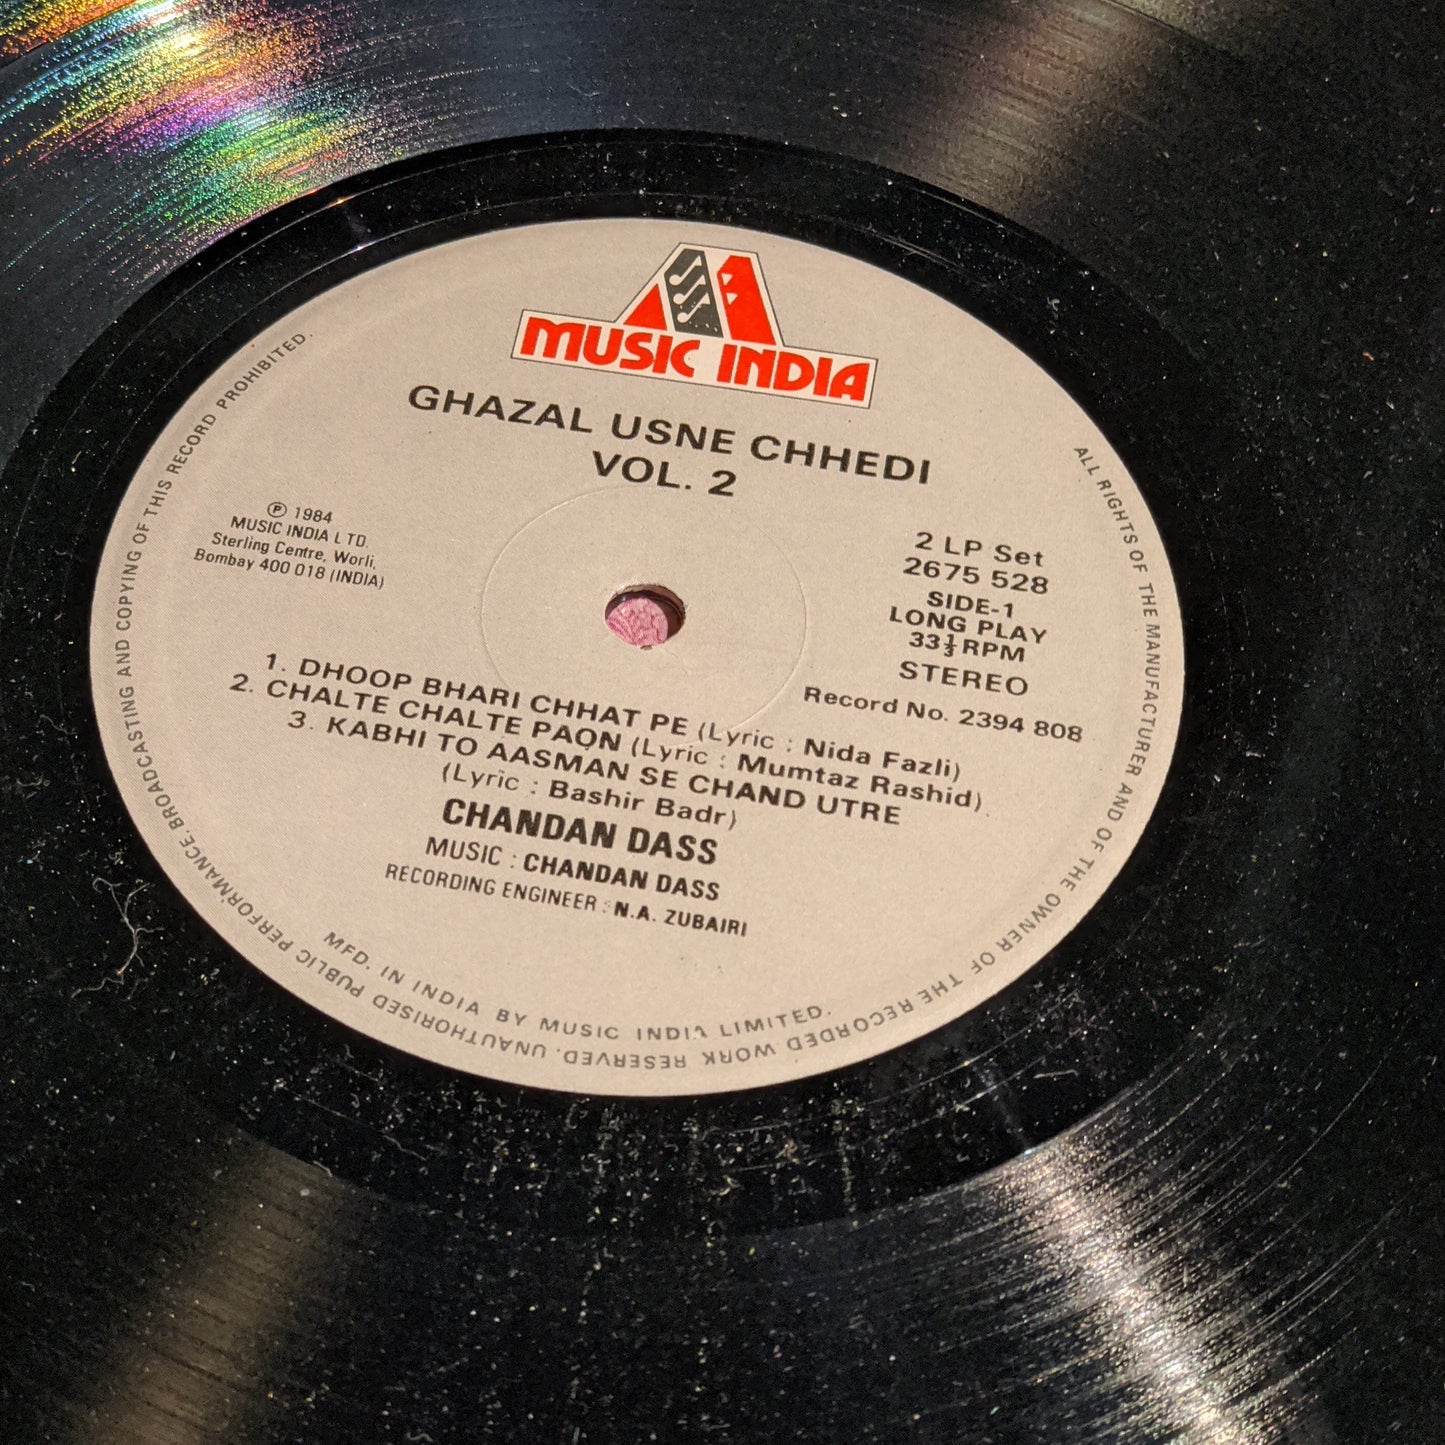 MUSIC INDIA
GHAZAL USNE CHHEDI
VOL. 2
℗ 1984
MUSIC INDIA LTD.
Sterling Centre, Worli,
Bombay 400 018 (INDIA)
2 LP Set
2675 528
SIDE-1
LONG PLAY
33⅓ RPM
STEREO
Record No. 2394 808
1. DHOOP BHARI CHHAT PE (Lyric : Nida Fazli)
2. CHALTE CHALTE PAON (Lyric : Mumtaz Rashid)
3. KABHI TO AASMAN SE CHAND UTRE
(Lyric : Bashir Badr)
CHANDAN DASS
MUSIC : CHANDAN DASS
RECORDING ENGINEER : N.A. ZUBAIRI
MFD. IN INDIA BY MUSIC INDIA LIMITED.
ALL RIGHTS OF THE MANUFACTURER AND OF THE OWNER OF THE RECORDED WORK RESERVED. UNAUTHORISED PUBLIC PERFORMANCE, BROADCASTING AND COPYING OF THIS RECORD PROHIBITED.